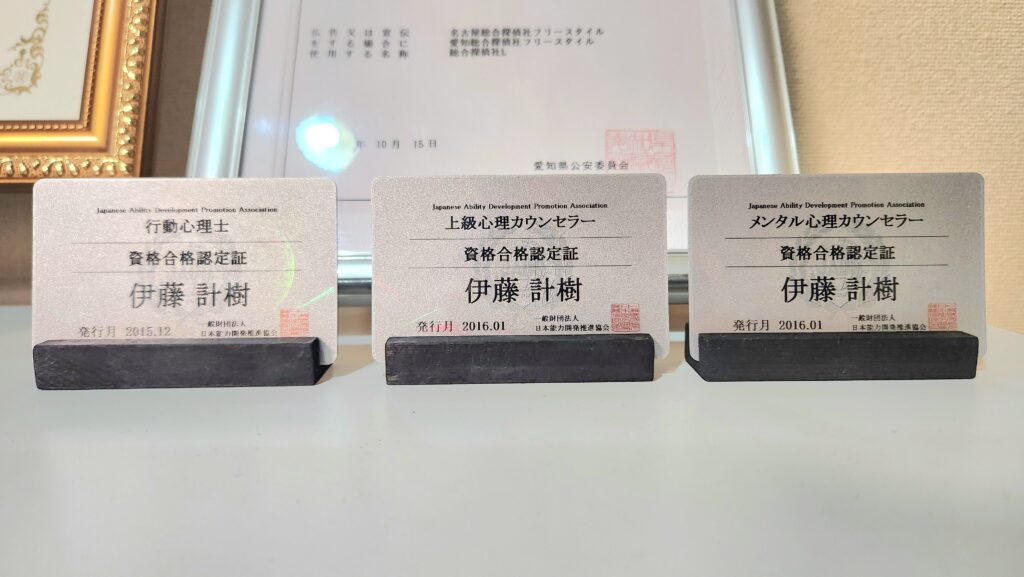 広告又は宣伝
をする場合に
使用する名称
名古屋総合探偵社フリースタイル
愛知総合探偵社フリースタイル
総合探偵社L
年 10月 15日
愛知県公安委員会
Japanese Ability Development Promotion Association
行動心理士
資格合格認定証
伊藤 計樹
発行月 2015.12
一般財団法人
日本能力開発推進協会
Japanese Ability Development Promotion Association
上級心理カウンセラー
資格合格認定証
伊藤 計樹
発行月 2016.01
一般財団法人
日本能力開発推進協会
Japanese Ability Development Promotion Association
メンタル心理カウンセラー
資格合格認定証
伊藤 計樹
発行月 2016.01
一般財団法人
日本能力開発推進協会